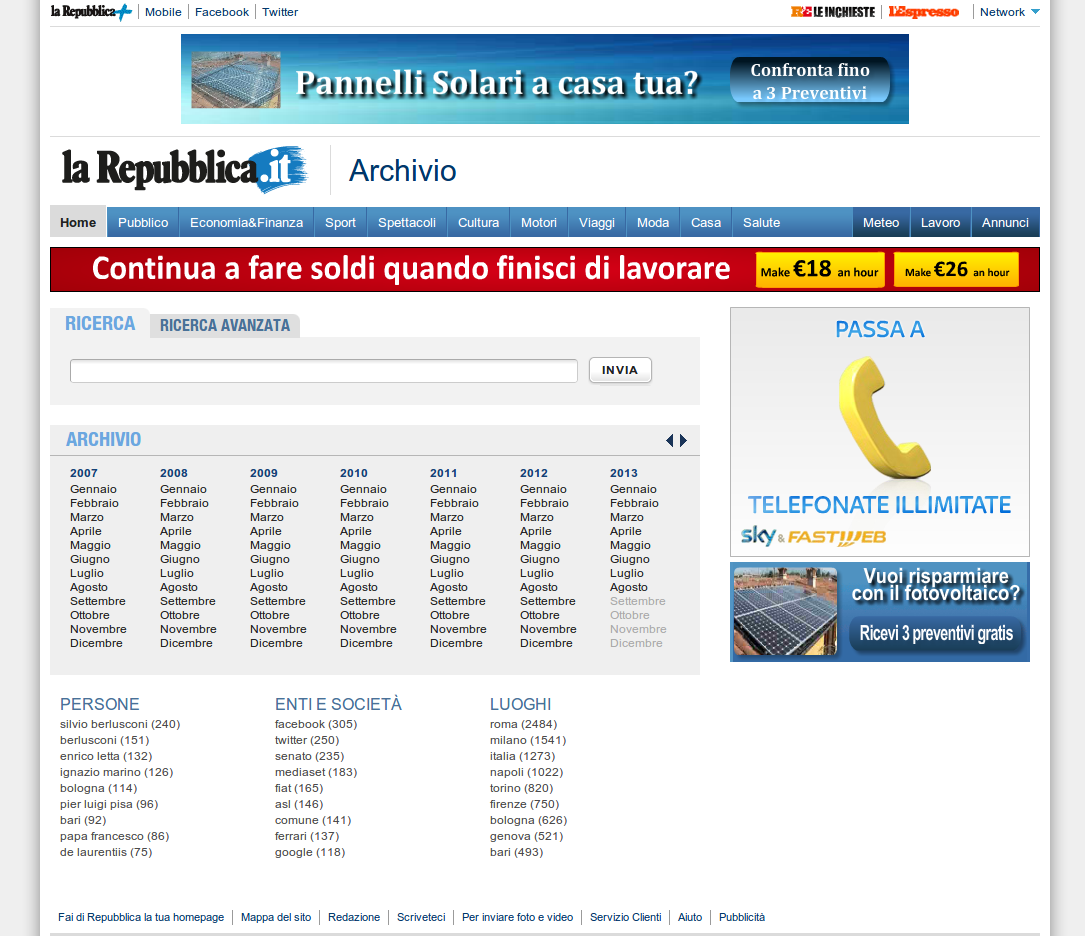 la Repubblica+ Mobile Facebook Twitter RE LE INCHIESTE L'Espresso Network
Pannelli Solari a casa tua? Confronta fino
a 3 Preventivi
la Repubblica.it Archivio
Home Pubblico Economia&Finanza Sport Spettacoli Cultura Motori Viaggi Moda Casa Salute Meteo Lavoro Annunci
Continua a fare soldi quando finisci di lavorare Make €18 an hour Make €26 an hour
RICERCA RICERCA AVANZATA
INVIA
PASSA A
TELEFONATE ILLIMITATE
sky & FASTWEB
Vuoi risparmiare
con il fotovoltaico?
Ricevi 3 preventivi gratis
ARCHIVIO
2007 2008 2009 2010 2011 2012 2013
Gennaio Gennaio Gennaio Gennaio Gennaio Gennaio Gennaio
Febbraio Febbraio Febbraio Febbraio Febbraio Febbraio Febbraio
Marzo Marzo Marzo Marzo Marzo Marzo Marzo
Aprile Aprile Aprile Aprile Aprile Aprile Aprile
Maggio Maggio Maggio Maggio Maggio Maggio Maggio
Giugno Giugno Giugno Giugno Giugno Giugno Giugno
Luglio Luglio Luglio Luglio Luglio Luglio Luglio
Agosto Agosto Agosto Agosto Agosto Agosto Agosto
Settembre Settembre Settembre Settembre Settembre Settembre Settembre
Ottobre Ottobre Ottobre Ottobre Ottobre Ottobre Ottobre
Novembre Novembre Novembre Novembre Novembre Novembre Novembre
Dicembre Dicembre Dicembre Dicembre Dicembre Dicembre Dicembre
PERSONE
silvio berlusconi (240)
berlusconi (151)
enrico letta (132)
ignazio marino (126)
bologna (114)
pier luigi pisa (96)
bari (92)
papa francesco (86)
de laurentiis (75)
ENTI E SOCIETÀ
facebook (305)
twitter (250)
senato (235)
mediaset (183)
fiat (165)
asl (146)
comune (141)
ferrari (137)
google (118)
LUOGHI
roma (2484)
milano (1541)
italia (1273)
napoli (1022)
torino (820)
firenze (750)
bologna (626)
genova (521)
bari (493)
Fai di Repubblica la tua homepage Mappa del sito Redazione Scriveteci Per inviare foto e video Servizio Clienti Aiuto Pubblicità